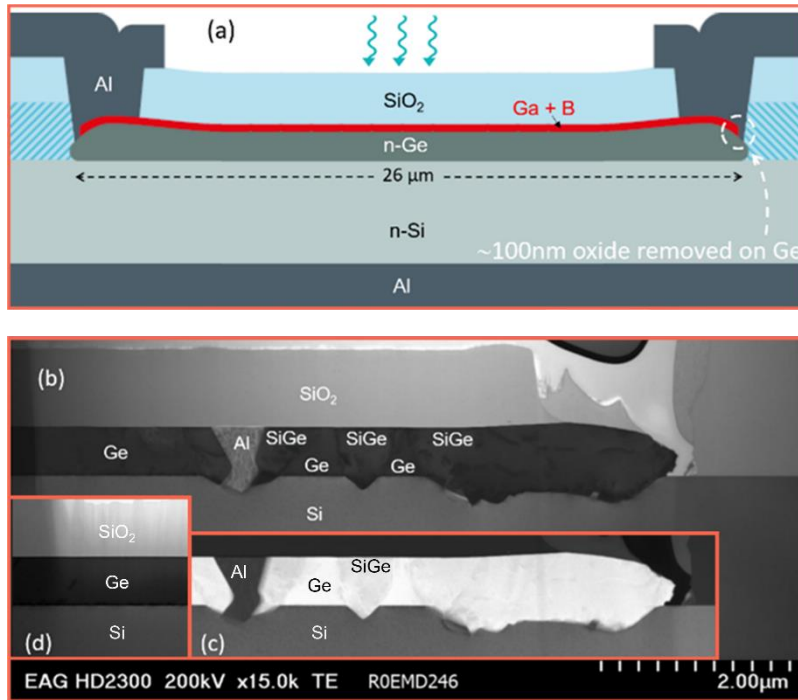 (a)
Al
SiO₂
Ga + B
n-Ge
26 µm
n-Si
~100nm oxide removed on Ge
Al
(b)
SiO₂
Al
SiGe
SiGe
SiGe
Ge
Ge
Ge
Si
SiO₂
Ge
Si
(d)
Al
SiGe
Ge
Si
(c)
EAG HD2300 200kV x15.0k TE R0EMD246 2.00µm